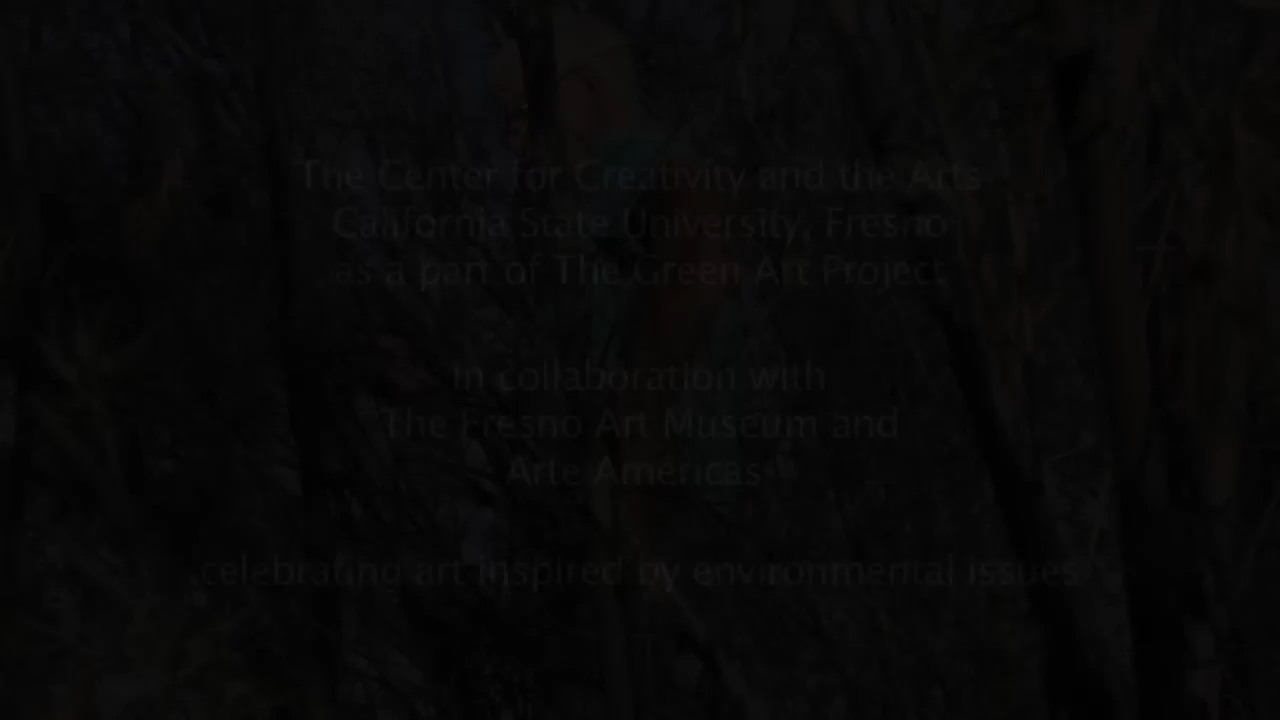 The Center for Creativity and the Arts
California State University, Fresno
as a part of The Green Art Project
in collaboration with
The Fresno Art Museum and
Arte Américas
celebrating art inspired by environmental issues